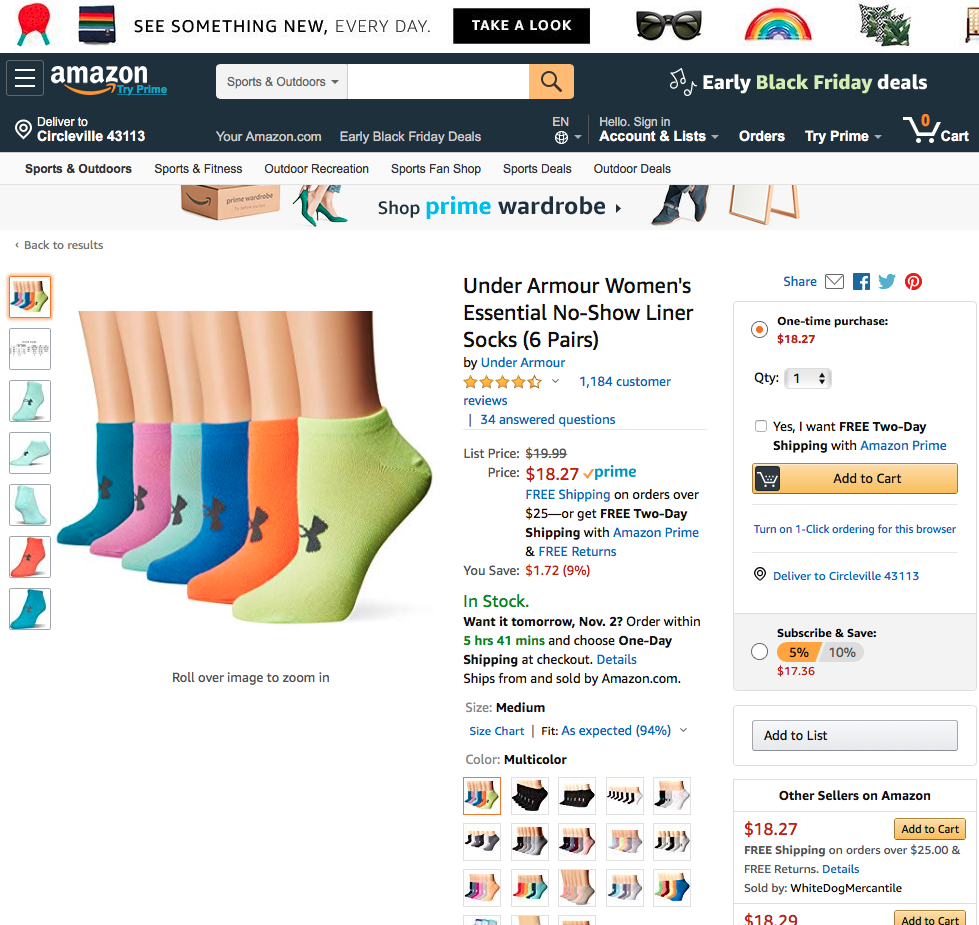 SEE SOMETHING NEW, EVERY DAY.
TAKE A LOOK
amazon
Try Prime
Sports & Outdoors
Early Black Friday deals
Deliver to
Circleville 43113
Your Amazon.com
Early Black Friday Deals
EN
Hello. Sign in
Account & Lists
Orders
Try Prime
0
Cart
Sports & Outdoors
Sports & Fitness
Outdoor Recreation
Sports Fan Shop
Sports Deals
Outdoor Deals
prime wardrobe
Shop prime wardrobe
‹ Back to results
Under Armour Women's
Essential No-Show Liner
Socks (6 Pairs)
by Under Armour
1,184 customer
reviews
| 34 answered questions
List Price: $19.99
Price: $18.27 prime
FREE Shipping on orders over
$25—or get FREE Two-Day
Shipping with Amazon Prime
& FREE Returns
You Save: $1.72 (9%)
In Stock.
Want it tomorrow, Nov. 2? Order within
5 hrs 41 mins and choose One-Day
Shipping at checkout. Details
Ships from and sold by Amazon.com.
Size: Medium
Size Chart | Fit: As expected (94%)
Color: Multicolor
Roll over image to zoom in
Share
One-time purchase:
$18.27
Qty: 1
Yes, I want FREE Two-Day
Shipping with Amazon Prime
Add to Cart
Turn on 1-Click ordering for this browser
Deliver to Circleville 43113
Subscribe & Save:
5% 10%
$17.36
Add to List
Other Sellers on Amazon
$18.27
Add to Cart
FREE Shipping on orders over $25.00 &
FREE Returns. Details
Sold by: WhiteDogMercantile
$18.29
Add to Cart